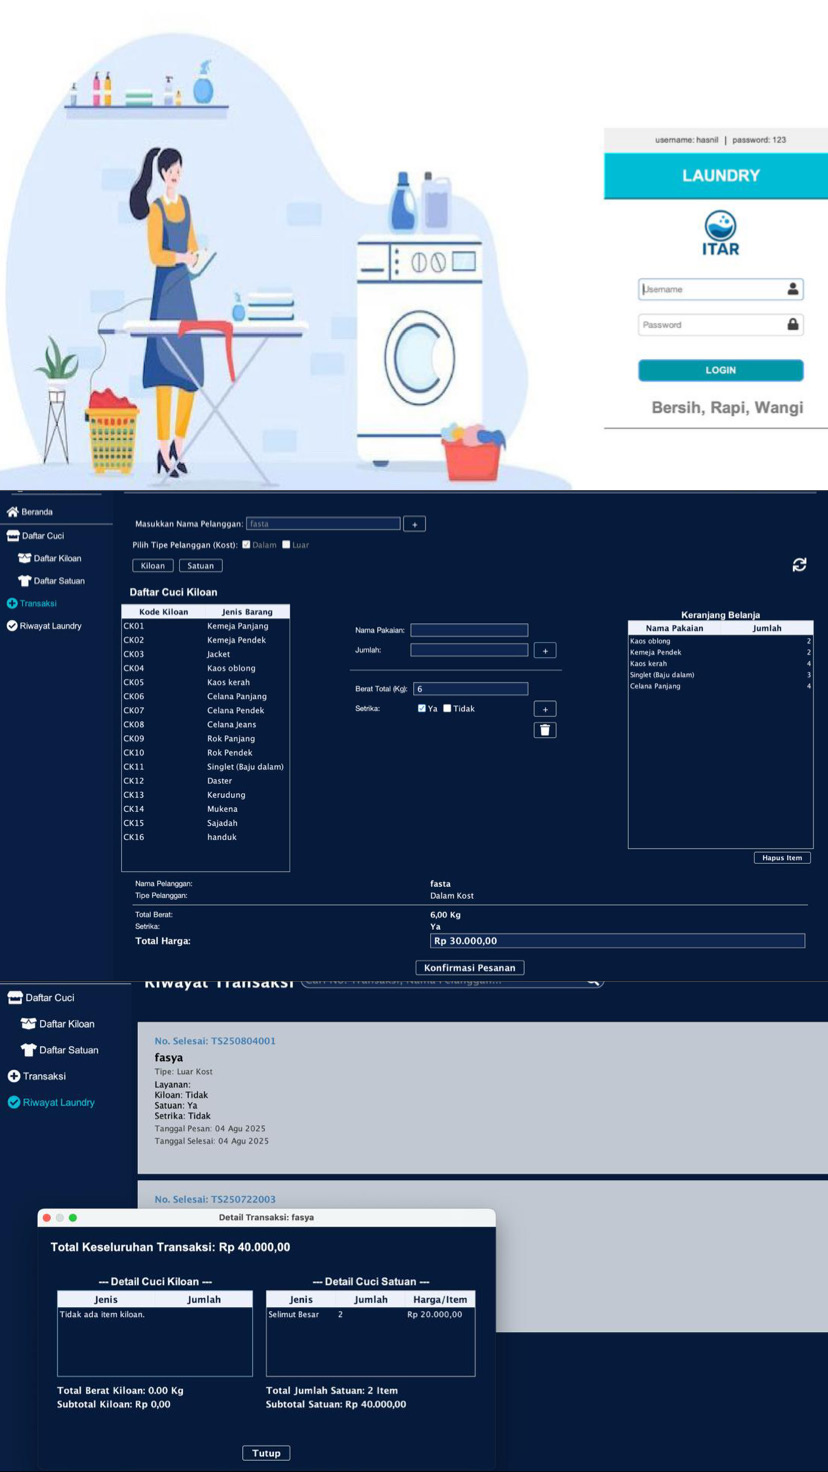 username: hasnil | password: 123
LAUNDRY
ITAR
Username
Password
LOGIN
Bersih, Rapi, Wangi
Beranda
Daftar Cuci
Daftar Kiloan
Daftar Satuan
Transaksi
Riwayat Laundry
Masukkan Nama Pelanggan: fasta +
Pilih Tipe Pelanggan (Kost): Dalam Luar
Kiloan Satuan
Daftar Cuci Kiloan
Kode Kiloan Jenis Barang
CK01 Kemeja Panjang
CK02 Kemeja Pendek
CK03 Jacket
CK04 Kaos oblong
CK05 Kaos kerah
CK06 Celana Panjang
CK07 Celana Pendek
CK08 Celana Jeans
CK09 Rok Panjang
CK10 Rok Pendek
CK11 Singlet (Baju dalam)
CK12 Daster
CK13 Kerudung
CK14 Mukena
CK15 Sajadah
CK16 handuk
Nama Pakaian:
Jumlah: +
Berat Total (Kg): 6
Setrika: Ya Tidak +
Keranjang Belanja
Nama Pakaian Jumlah
Kaos oblong 2
Kemeja Pendek 2
Kaos kerah 4
Singlet (Baju dalam) 3
Celana Panjang 4
Hapus Item
Nama Pelanggan: fasta
Tipe Pelanggan: Dalam Kost
Total Berat: 6,00 Kg
Setrika: Ya
Total Harga: Rp 30.000,00
Konfirmasi Pesanan
Daftar Cuci
Daftar Kiloan
Daftar Satuan
Transaksi
Riwayat Laundry
Riwayat Transaksi Cari No. Transaksi, Nama Pelanggan...
No. Selesai: TS250804001
fasya
Tipe: Luar Kost
Layanan:
Kiloan: Tidak
Satuan: Ya
Setrika: Tidak
Tanggal Pesan: 04 Agu 2025
Tanggal Selesai: 04 Agu 2025
No. Selesai: TS250722003
Detail Transaksi: fasya
Total Keseluruhan Transaksi: Rp 40.000,00
--- Detail Cuci Kiloan ---
Jenis Jumlah
Tidak ada item kiloan.
Total Berat Kiloan: 0.00 Kg
Subtotal Kiloan: Rp 0,00
--- Detail Cuci Satuan ---
Jenis Jumlah Harga/Item
Selimut Besar 2 Rp 20.000,00
Total Jumlah Satuan: 2 Item
Subtotal Satuan: Rp 40.000,00
Tutup